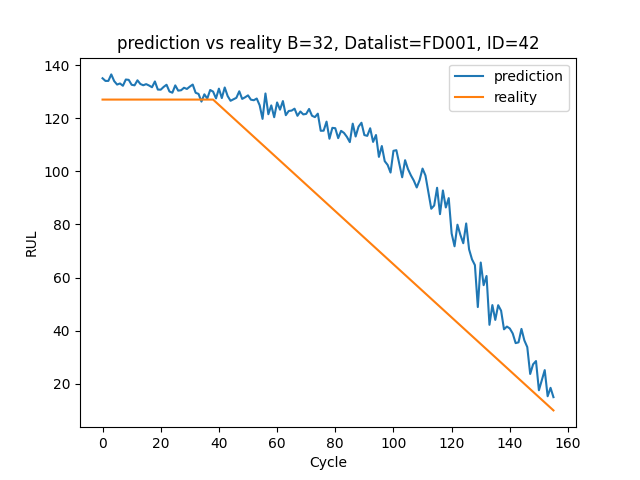 prediction vs reality B=32, Datalist=FD001, ID=42
prediction
reality
RUL
140
120
100
80
60
40
20
0 20 40 60 80 100 120 140 160
Cycle